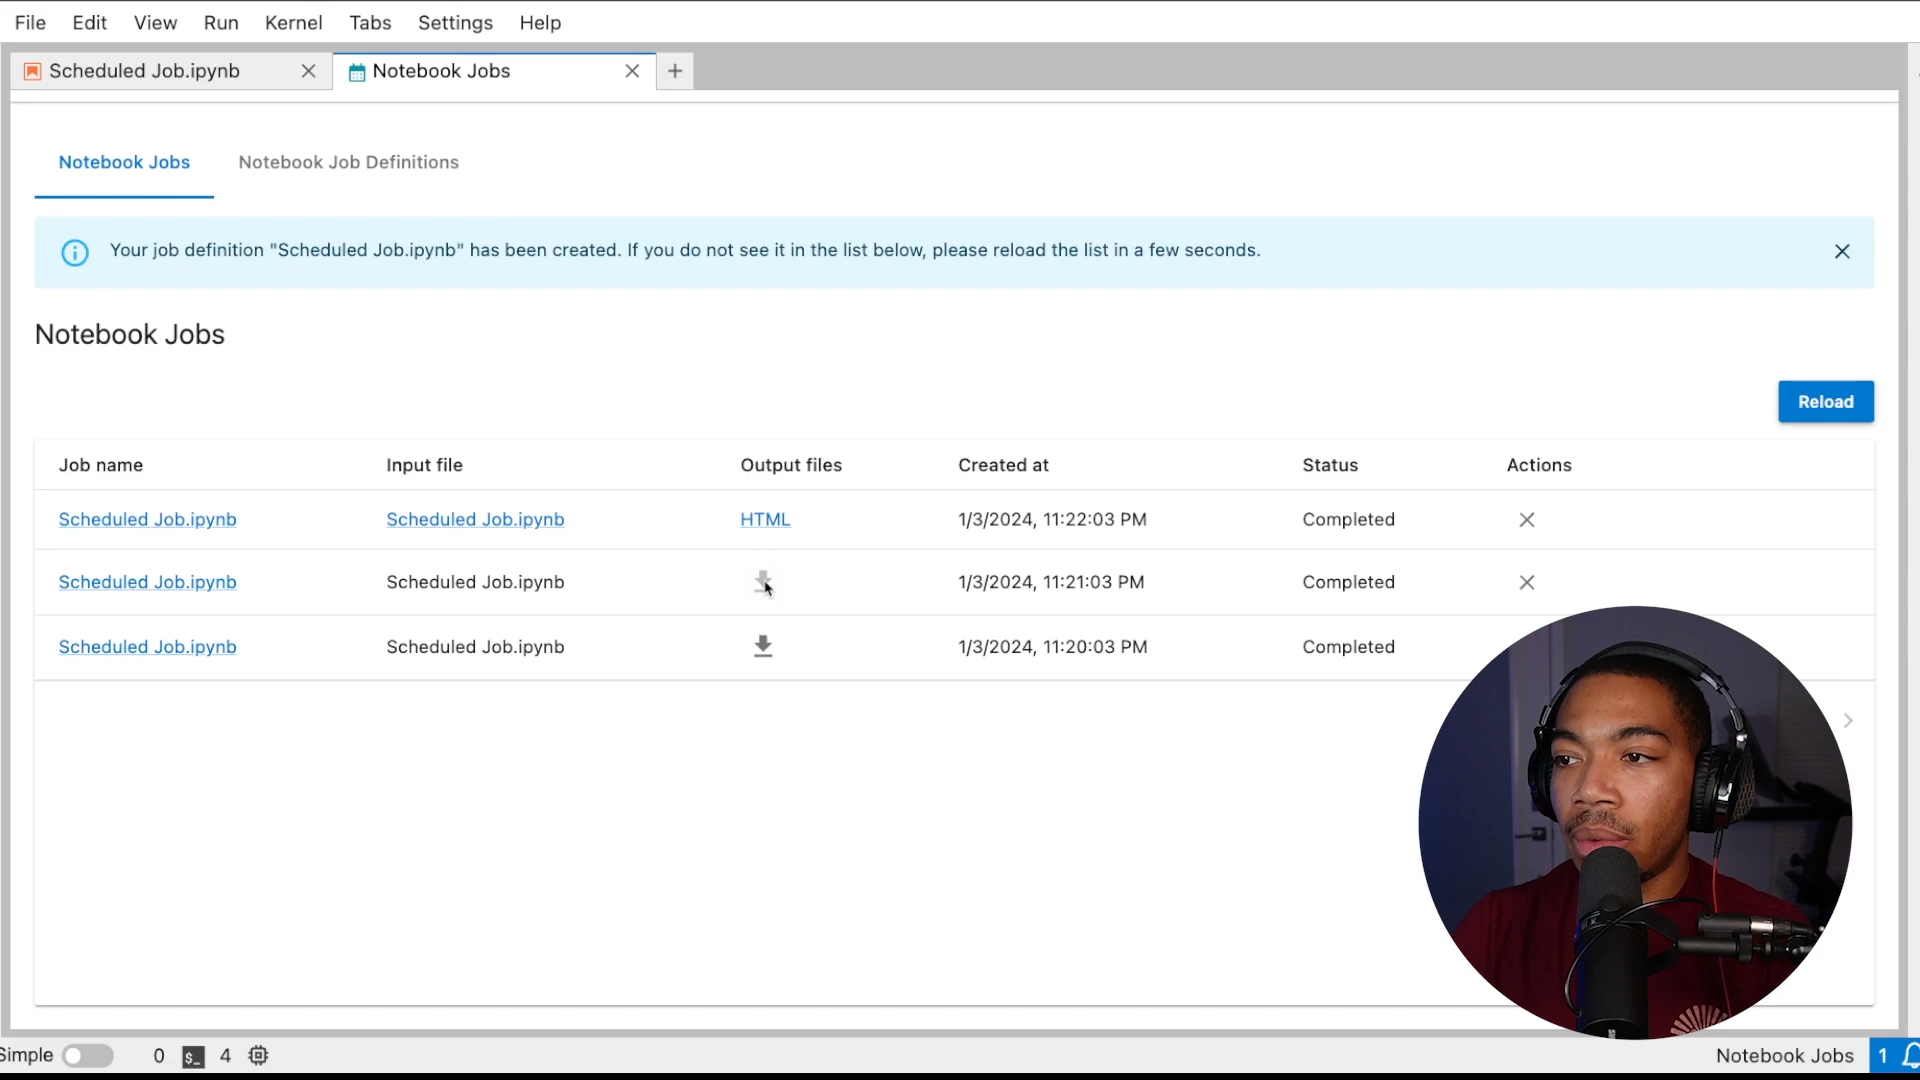 File Edit View Run Kernel Tabs Settings Help
Scheduled Job.ipynb Notebook Jobs
Notebook Jobs Notebook Job Definitions
Your job definition "Scheduled Job.ipynb" has been created. If you do not see it in the list below, please reload the list in a few seconds.
Notebook Jobs
Reload
Job name Input file Output files Created at Status Actions
Scheduled Job.ipynb Scheduled Job.ipynb HTML 1/3/2024, 11:22:03 PM Completed
Scheduled Job.ipynb Scheduled Job.ipynb 1/3/2024, 11:21:03 PM Completed
Scheduled Job.ipynb Scheduled Job.ipynb 1/3/2024, 11:20:03 PM Completed
Simple 0 $_ 4 Notebook Jobs 1